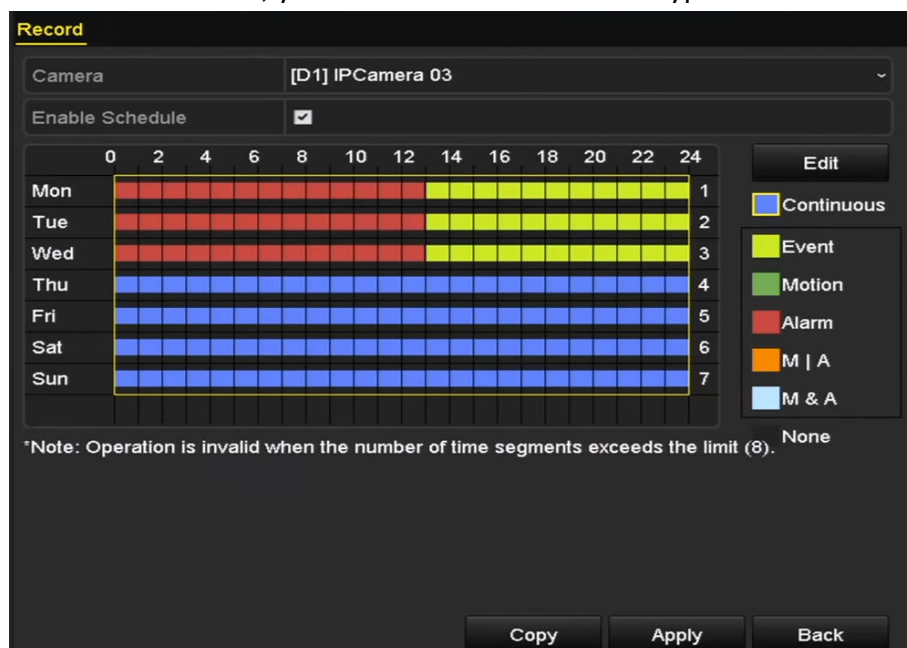 Record
Camera [D1] IPCamera 03
Enable Schedule
0 2 4 6 8 10 12 14 16 18 20 22 24 Edit
Mon 1 Continuous
Tue 2
Wed 3 Event
Thu 4 Motion
Fri 5 Alarm
Sat 6 M | A
Sun 7 M & A
None
*Note: Operation is invalid when the number of time segments exceeds the limit (8).
Copy Apply Back